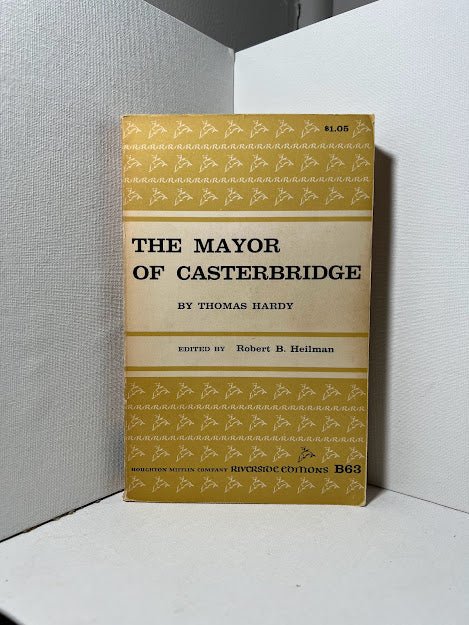 $1.05
THE MAYOR
OF CASTERBRIDGE
BY THOMAS HARDY
EDITED BY Robert B. Heilman
HOUGHTON MIFFLIN COMPANY RIVERSIDE EDITIONS B63